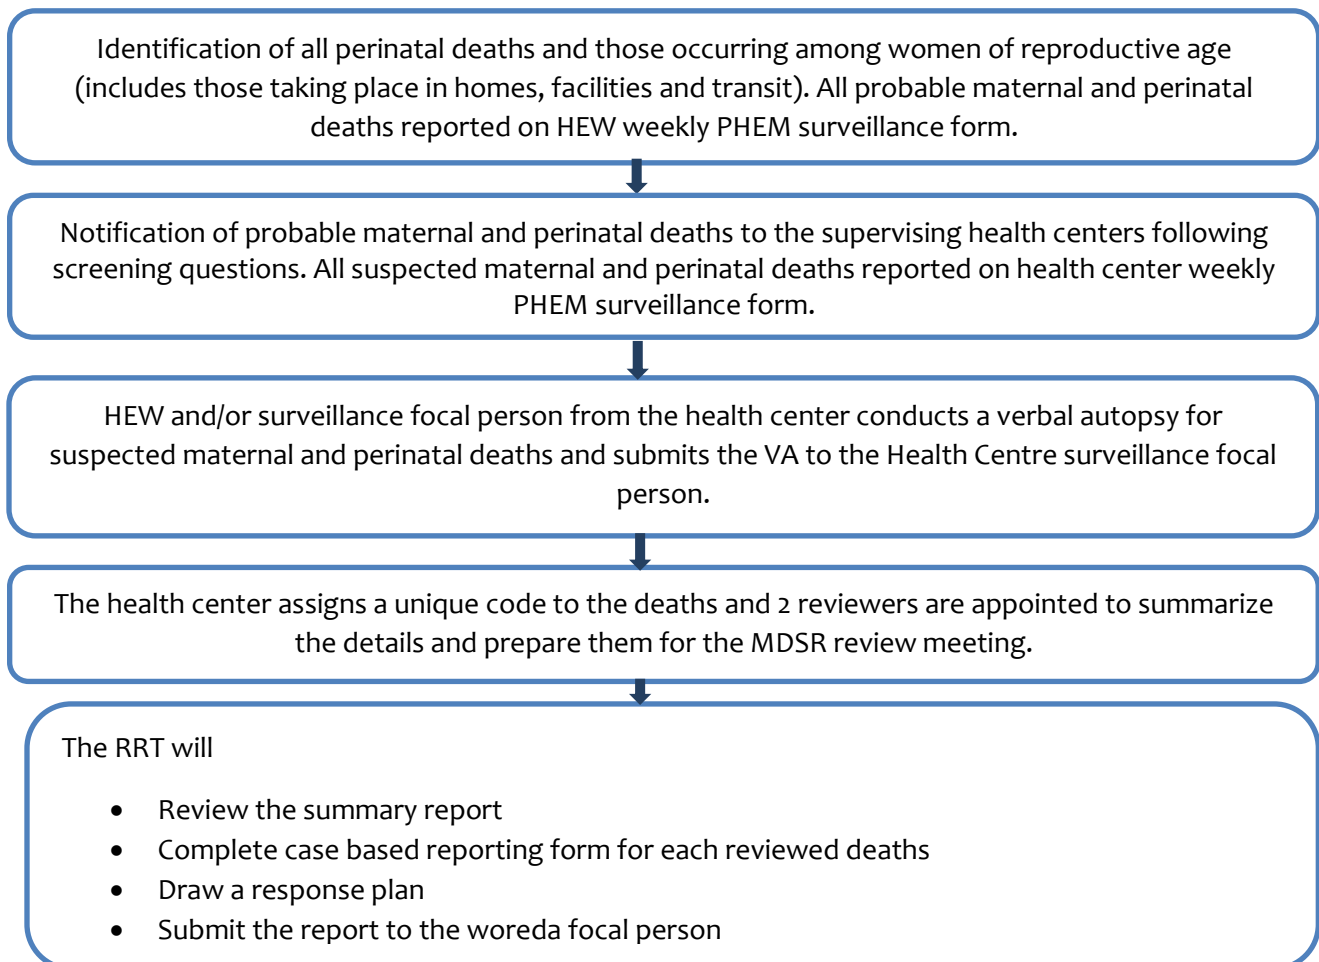 Identification of all perinatal deaths and those occurring among women of reproductive age
(includes those taking place in homes, facilities and transit). All probable maternal and perinatal
deaths reported on HEW weekly PHEM surveillance form.
Notification of probable maternal and perinatal deaths to the supervising health centers following
screening questions. All suspected maternal and perinatal deaths reported on health center weekly
PHEM surveillance form.
HEW and/or surveillance focal person from the health center conducts a verbal autopsy for
suspected maternal and perinatal deaths and submits the VA to the Health Centre surveillance focal
person.
The health center assigns a unique code to the deaths and 2 reviewers are appointed to summarize
the details and prepare them for the MDSR review meeting.
The RRT will
• Review the summary report
• Complete case based reporting form for each reviewed deaths
• Draw a response plan
• Submit the report to the woreda focal person